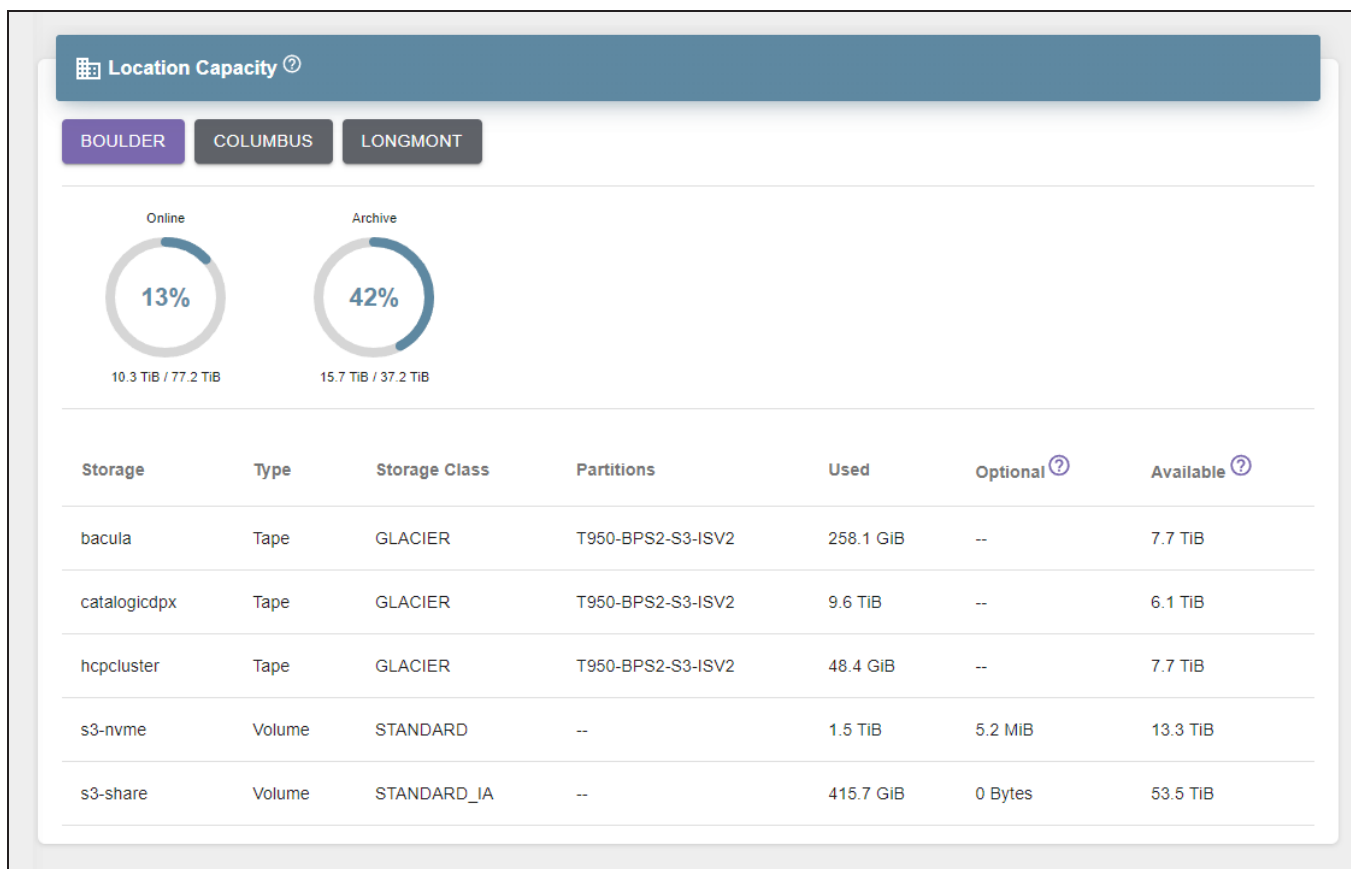 Location Capacity
BOULDER COLUMBUS LONGMONT
Online Archive
13% 42%
10.3 TiB / 77.2 TiB 15.7 TiB / 37.2 TiB
Storage Type Storage Class Partitions Used Optional Available
bacula Tape GLACIER T950-BPS2-S3-ISV2 258.1 GiB -- 7.7 TiB
catalogicdpx Tape GLACIER T950-BPS2-S3-ISV2 9.6 TiB -- 6.1 TiB
hcpcluster Tape GLACIER T950-BPS2-S3-ISV2 48.4 GiB -- 7.7 TiB
s3-nvme Volume STANDARD -- 1.5 TiB 5.2 MiB 13.3 TiB
s3-share Volume STANDARD_IA -- 415.7 GiB 0 Bytes 53.5 TiB